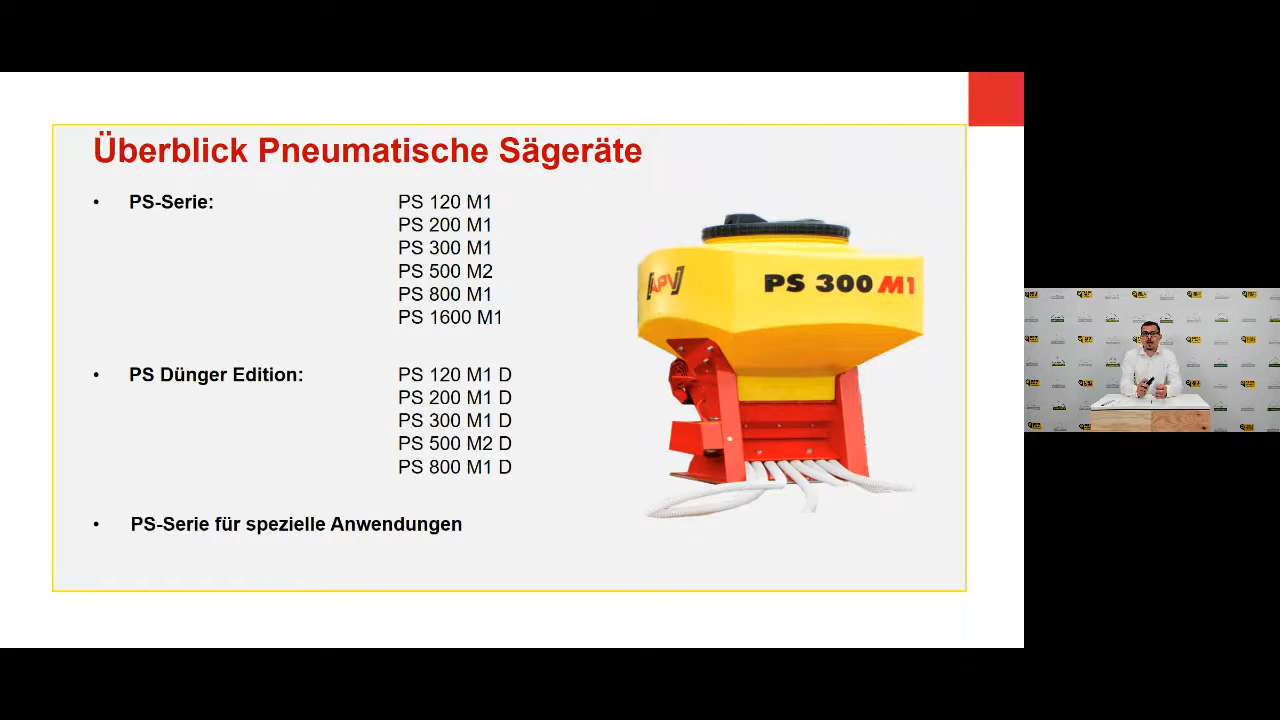 Überblick Pneumatische Sägeräte
• PS-Serie: PS 120 M1
PS 200 M1
PS 300 M1
PS 500 M2
PS 800 M1
PS 1600 M1
• PS Dünger Edition: PS 120 M1 D
PS 200 M1 D
PS 300 M1 D
PS 500 M2 D
PS 800 M1 D
• PS-Serie für spezielle Anwendungen
[APV]
PS 300 M1